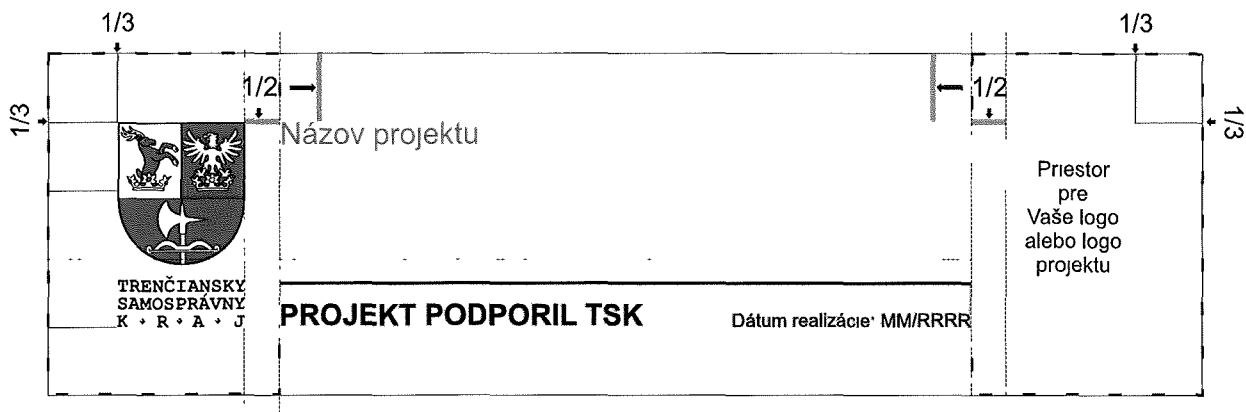 1/3
1/3
1/2
1/2
1/3
1/3
Názov projektu
Priestor
pre
Vaše logo
alebo logo
projektu
TRENČIANSKY
SAMOSPRÁVNY
K • R • A • J
PROJEKT PODPORIL TSK
Dátum realizácie: MM/RRRR